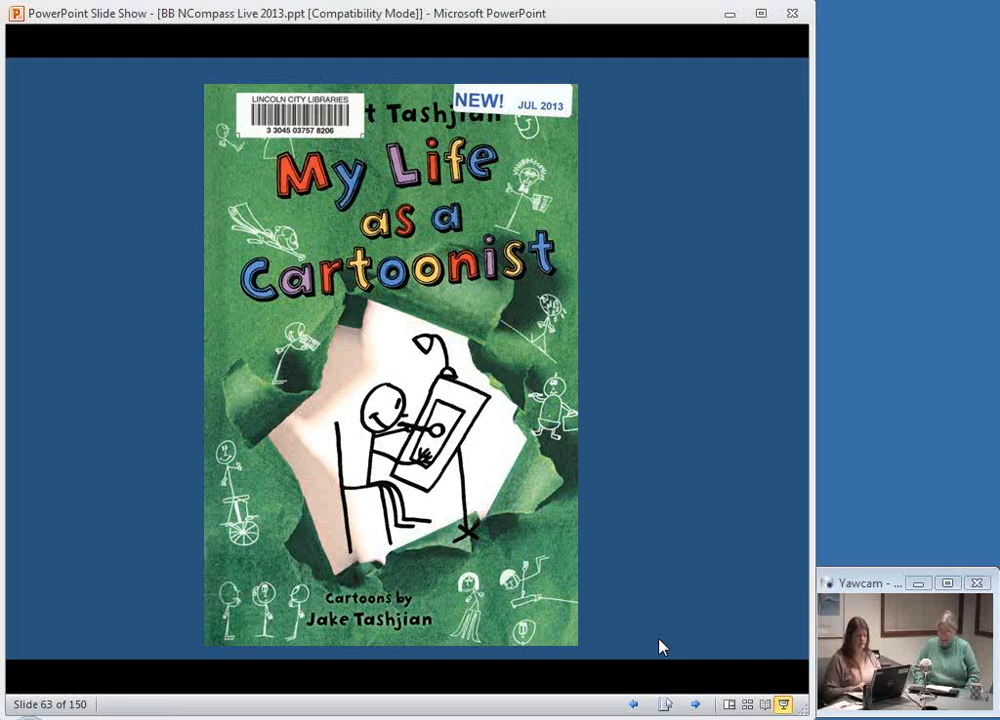 PowerPoint Slide Show - [BB NCompass Live 2013.ppt [Compatibility Mode]] - Microsoft PowerPoint
LINCOLN CITY LIBRARIES
3 3045 03757 8206
NEW! JUL 2013
t Tashjian
My Life
as a
Cartoonist
Cartoons by
Jake Tashjian
Yawcam - ...
Slide 63 of 150